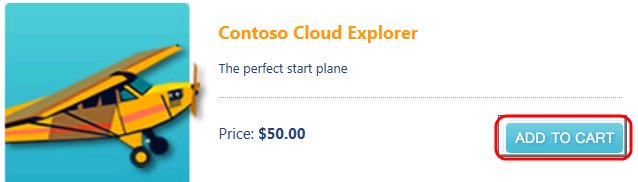 Contoso Cloud Explorer
The perfect start plane
Price: $50.00
ADD TO CART